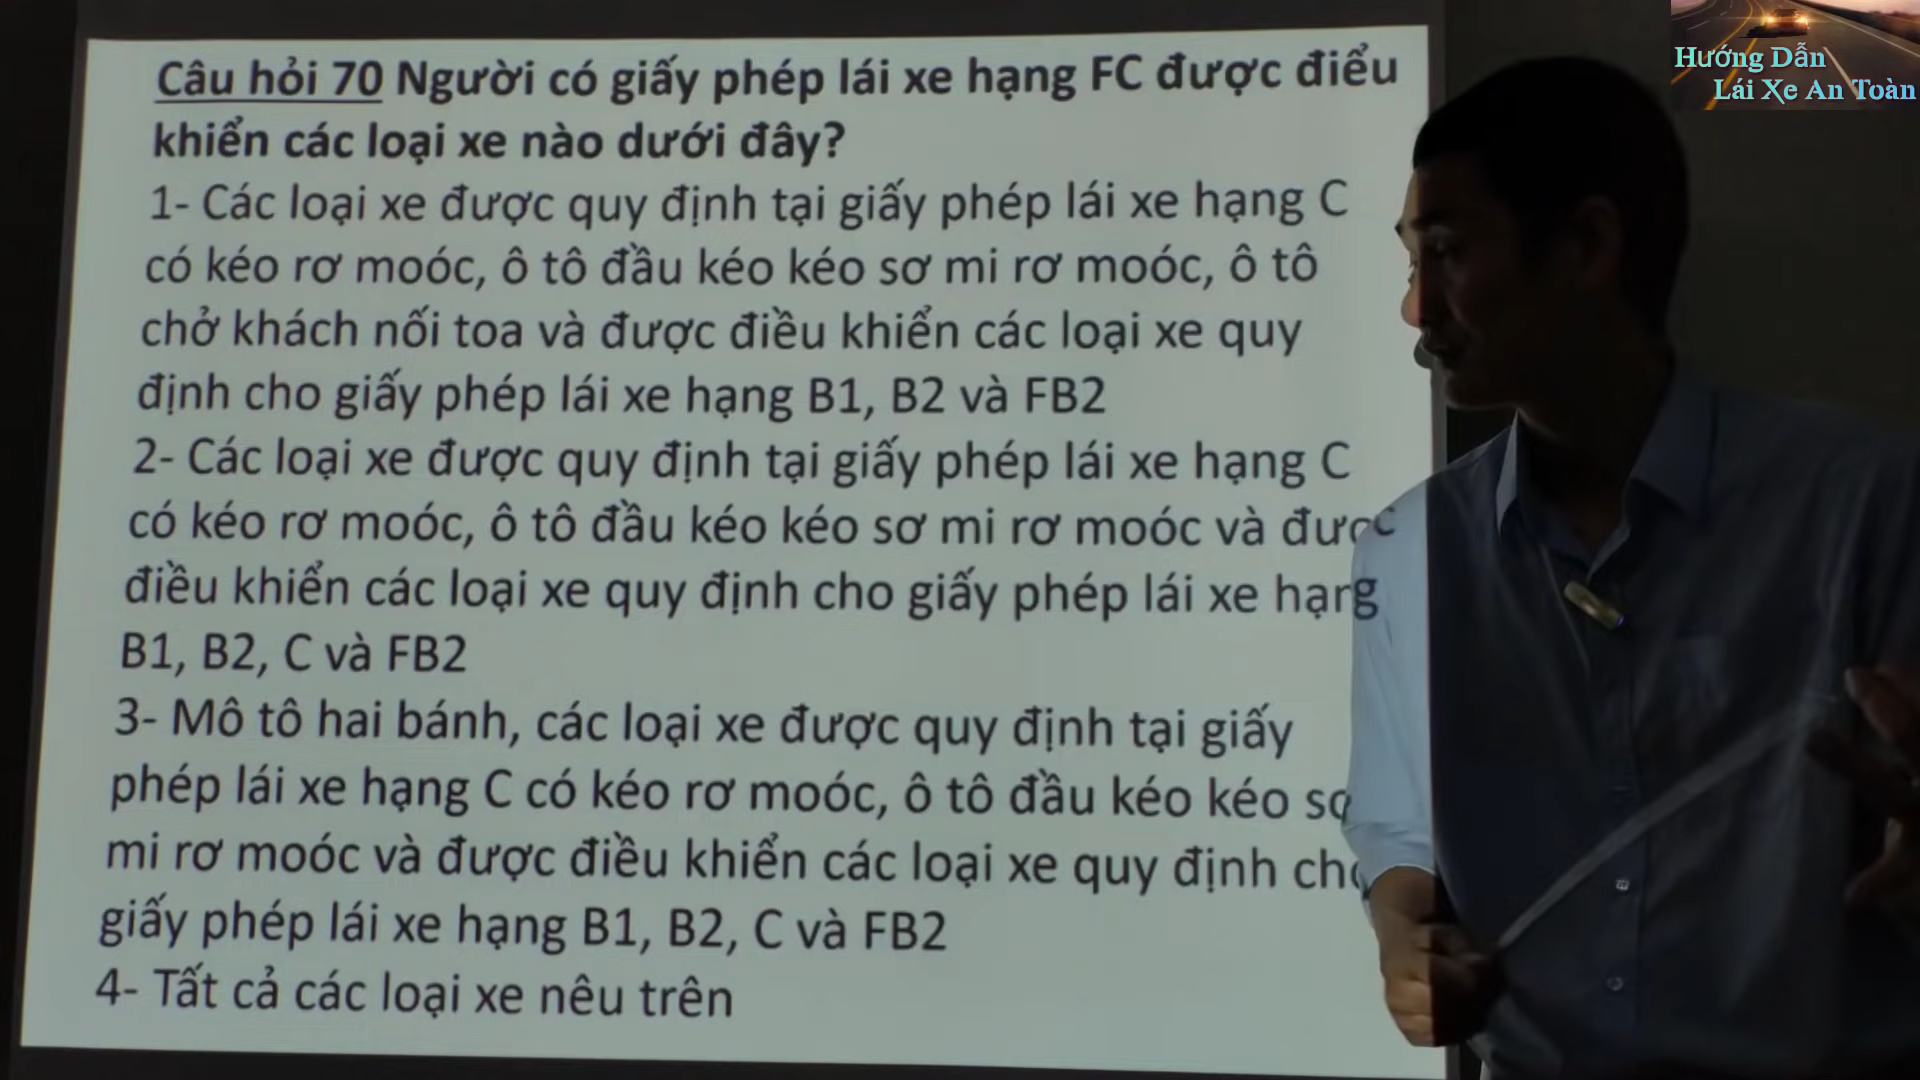 Hướng Dẫn
Lái Xe An Toàn
Câu hỏi 70 Người có giấy phép lái xe hạng FC được điểu
khiển các loại xe nào dưới đây?
1- Các loại xe được quy định tại giấy phép lái xe hạng C
có kéo rơ moóc, ô tô đầu kéo kéo sơ mi rơ moóc, ô tô
chở khách nối toa và được điều khiển các loại xe quy
định cho giấy phép lái xe hạng B1, B2 và FB2
2- Các loại xe được quy định tại giấy phép lái xe hạng C
có kéo rơ moóc, ô tô đầu kéo kéo sơ mi rơ moóc và được
điều khiển các loại xe quy định cho giấy phép lái xe hạng
B1, B2, C và FB2
3- Mô tô hai bánh, các loại xe được quy định tại giấy
phép lái xe hạng C có kéo rơ moóc, ô tô đầu kéo kéo sơ
mi rơ moóc và được điều khiển các loại xe quy định cho
giấy phép lái xe hạng B1, B2, C và FB2
4- Tất cả các loại xe nêu trên